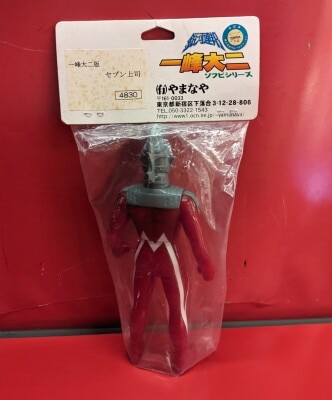 一峰大二版
セブン上司
4830
一峰大二
ソフビシリーズ
㈲やまなや
〒161-0033
東京都新宿区下落合3-12-28-806
TEL.050-3322-1543